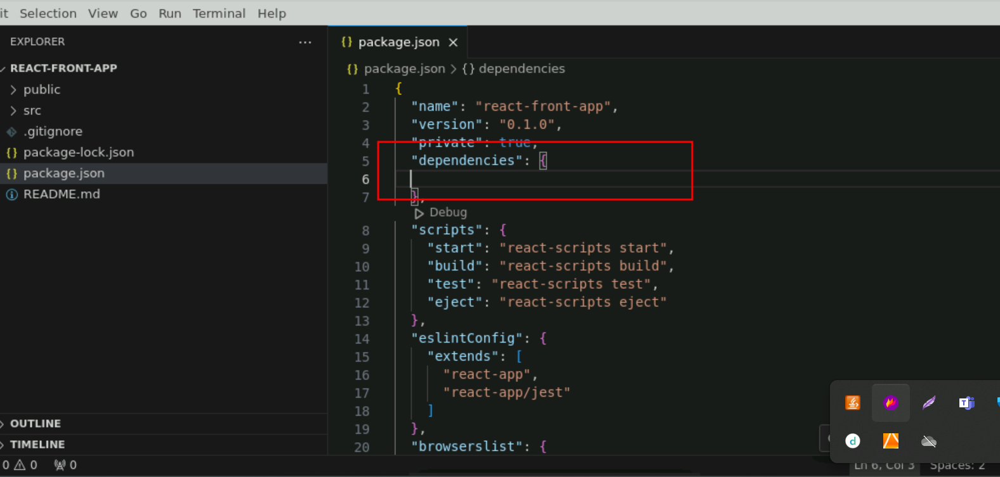 it Selection View Go Run Terminal Help
EXPLORER ...
package.json
REACT-FRONT-APP
package.json > {} dependencies
public
src
.gitignore
package-lock.json
package.json
README.md
1 {
2 "name": "react-front-app",
3 "version": "0.1.0",
4 "private": true,
5 "dependencies": {
6
7 },
Debug
8 "scripts": {
9 "start": "react-scripts start",
10 "build": "react-scripts build",
11 "test": "react-scripts test",
12 "eject": "react-scripts eject"
13 },
14 "eslintConfig": {
15 "extends": [
16 "react-app",
17 "react-app/jest"
18 ]
19 },
20 "browserslist": {
OUTLINE
TIMELINE
0 0 0
Ln 6, Col 3 Spaces: 2